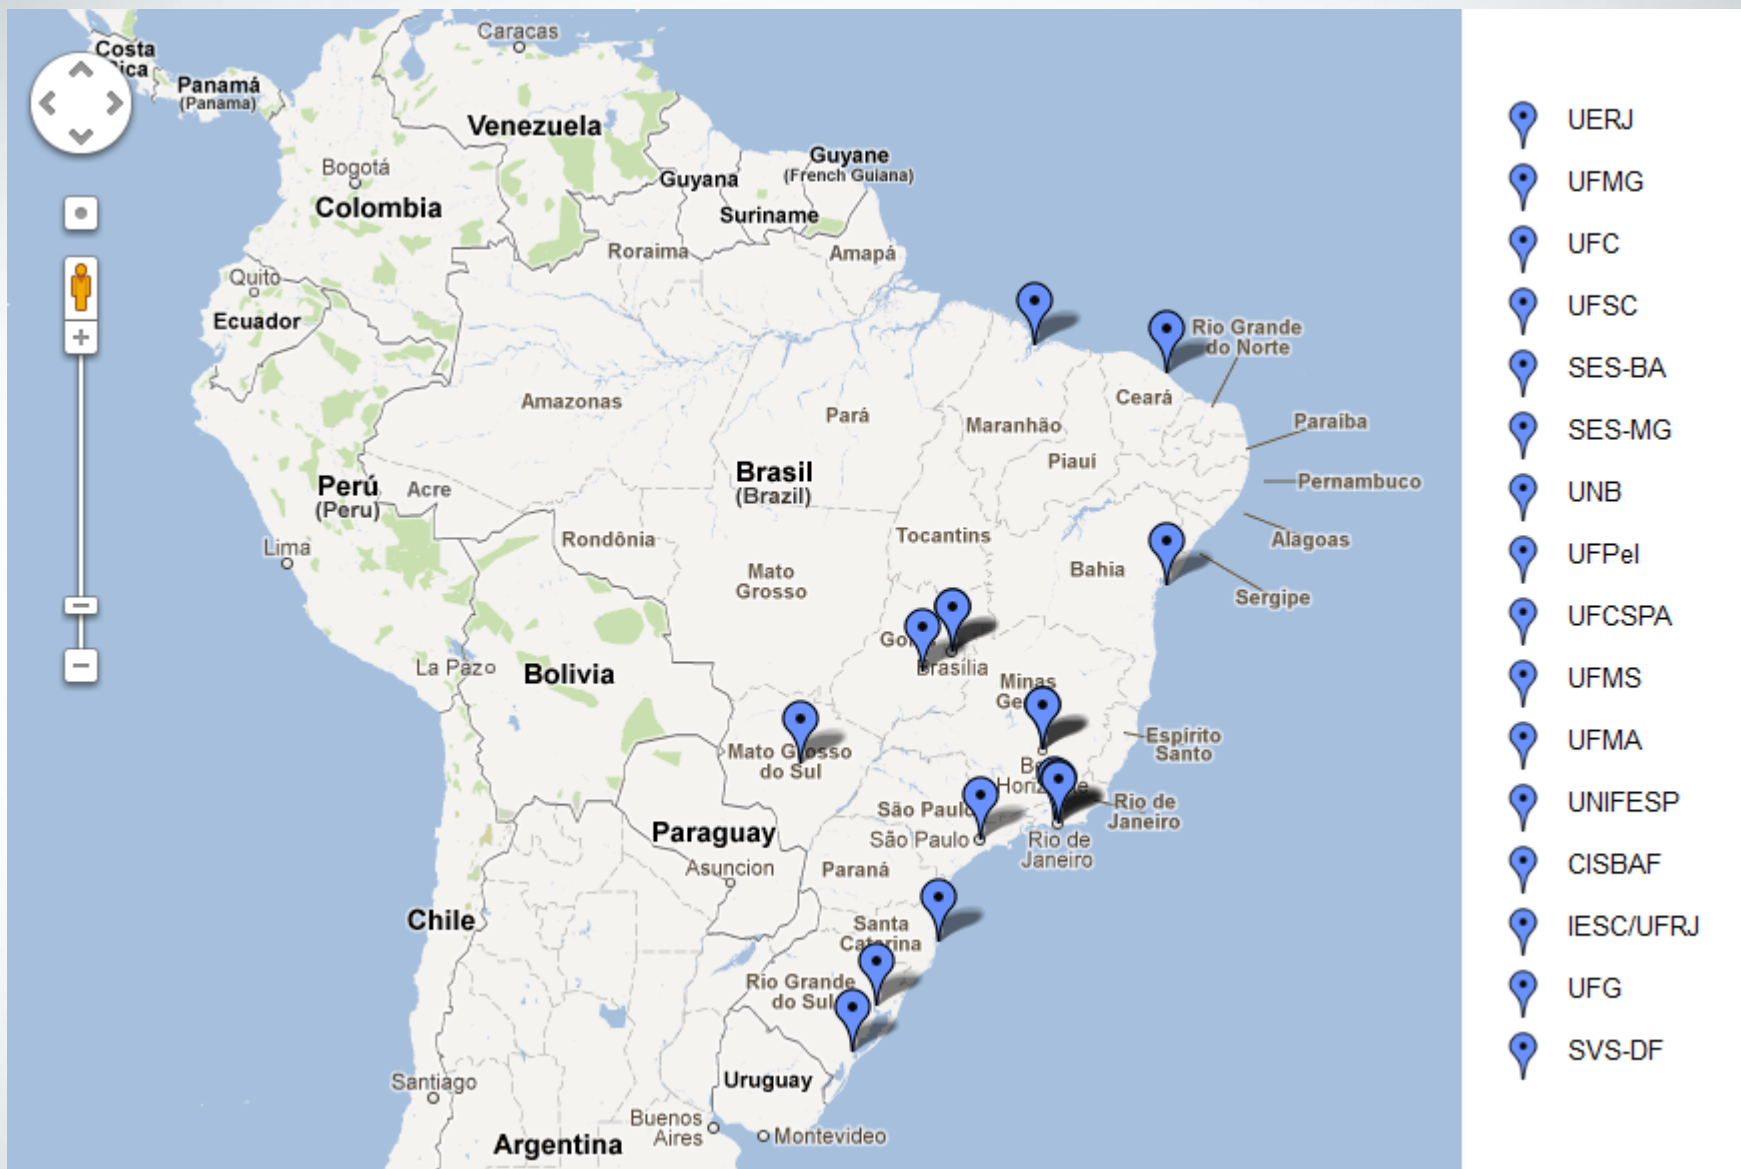 Caracas
Costa
Rica
Panamá
(Panama)
Venezuela
Guyane
(French Guiana)
Bogotá
Guyana
Colombia
Suriname
Roraima
Amapá
Quito
Ecuador
Rio Grande
do Norte
Ceará
Amazonas
Pará
Maranhão
Paraíba
Piauí
Brasil
(Brazil)
Perú
(Peru)
Acre
Pernambuco
Tocantins
Rondônia
Alagoas
Lima
Bahia
Mato
Grosso
Sergipe
Brasília
La Paz
Bolivia
Minas
Espírito
Santo
Mato Grosso
do Sul
São Paulo
Rio de
Janeiro
Paraguay
São Paulo
Rio de
Janeiro
Asuncion
Paraná
Chile
Santa
Catarina
Rio Grande
do Sul
Santiago
Uruguay
Buenos
Aires
Montevideo
Argentina
UERJ
UFMG
UFC
UFSC
SES-BA
SES-MG
UNB
UFPel
UFCSPA
UFMS
UFMA
UNIFESP
CISBAF
IESC/UFRJ
UFG
SVS-DF